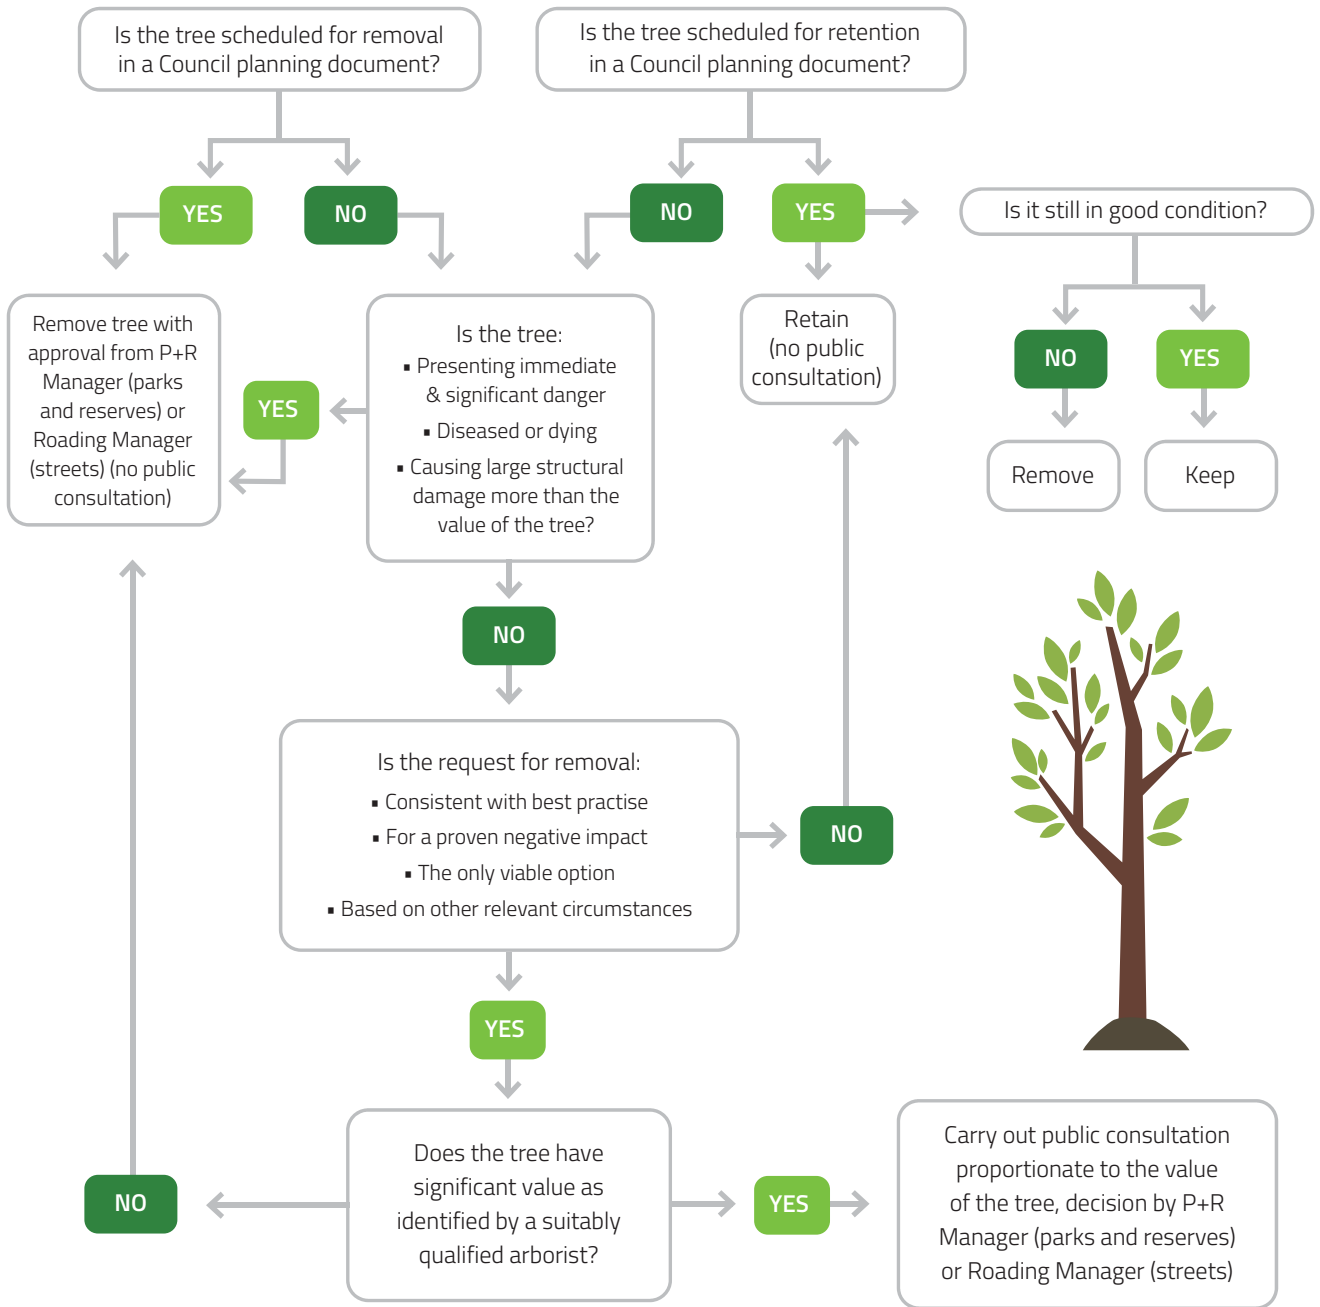 Is the tree scheduled for removal
in a Council planning document?
Is the tree scheduled for retention
in a Council planning document?
YES
NO
NO
YES
Is it still in good condition?
Remove tree with
approval from P+R
Manager (parks
and reserves) or
Roading Manager
(streets) (no public
consultation)
YES
Is the tree:
▪ Presenting immediate
& significant danger
▪ Diseased or dying
▪ Causing large structural
damage more than the
value of the tree?
Retain
(no public
consultation)
NO
YES
Remove
Keep
NO
Is the request for removal:
▪ Consistent with best practise
▪ For a proven negative impact
▪ The only viable option
▪ Based on other relevant circumstances
NO
YES
Does the tree have
significant value as
identified by a suitably
qualified arborist?
NO
YES
Carry out public consultation
proportionate to the value
of the tree, decision by P+R
Manager (parks and reserves)
or Roading Manager (streets)